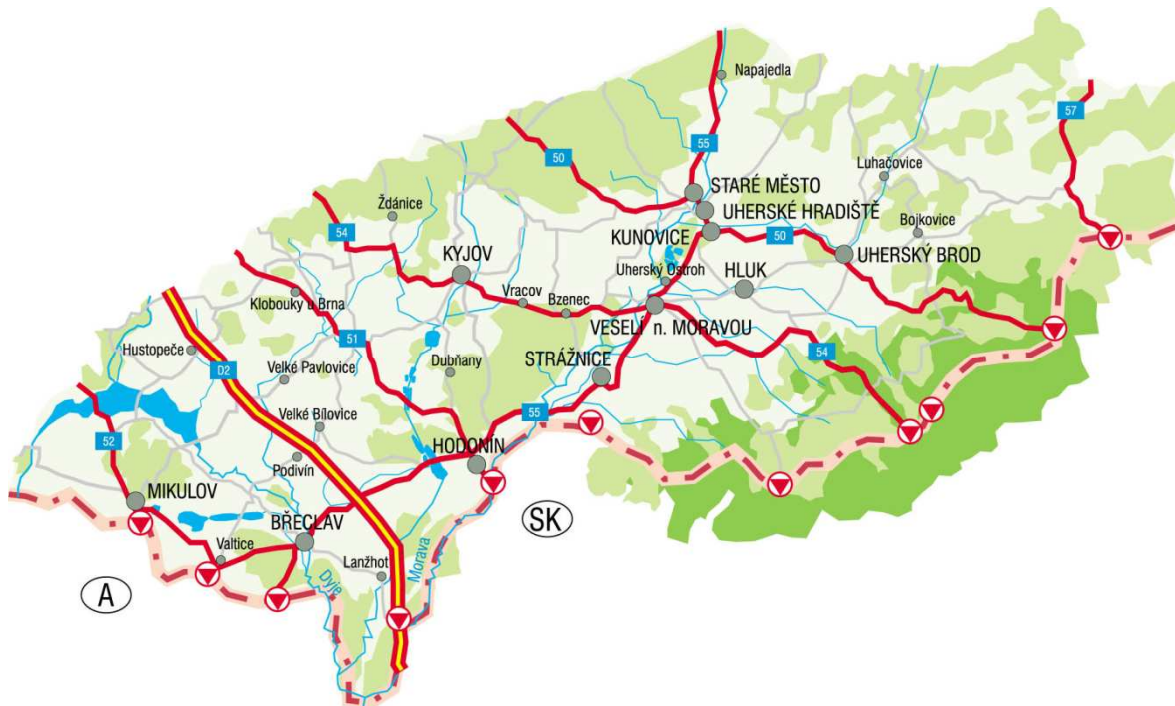 Napajedla
57
55
50
Luhačovice
STARÉ MĚSTO
Ždánice
UHERSKÉ HRADIŠTĚ
Bojkovice
54
KUNOVICE
50
UHERSKÝ BROD
KYJOV
Uherský Ostroh
HLUK
Klobouky u Brna
Vracov
Bzenec
VESELÍ n. MORAVOU
51
Hustopeče
54
D2
Velké Pavlovice
Dubňany
STRÁŽNICE
55
Velké Bílovice
52
HODONÍN
Podivín
MIKULOV
SK
BŘECLAV
Valtice
Lanžhot
Morava
Dyje
A